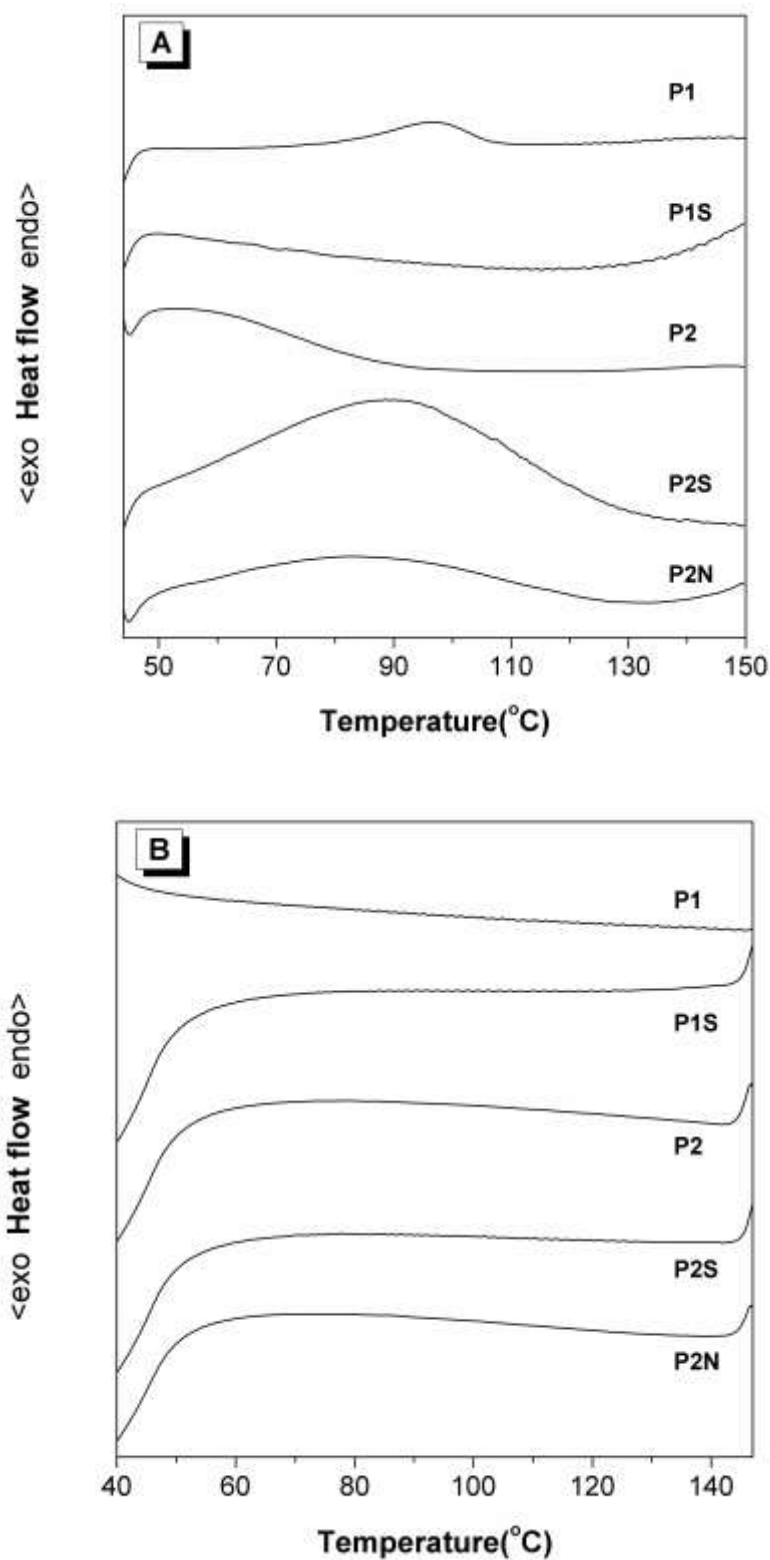 A
P1
P1S
P2
P2S
P2N
<exo Heat flow endo>
50 70 90 110 130 150
Temperature(°C)
B
P1
P1S
P2
P2S
P2N
<exo Heat flow endo>
40 60 80 100 120 140
Temperature(°C)